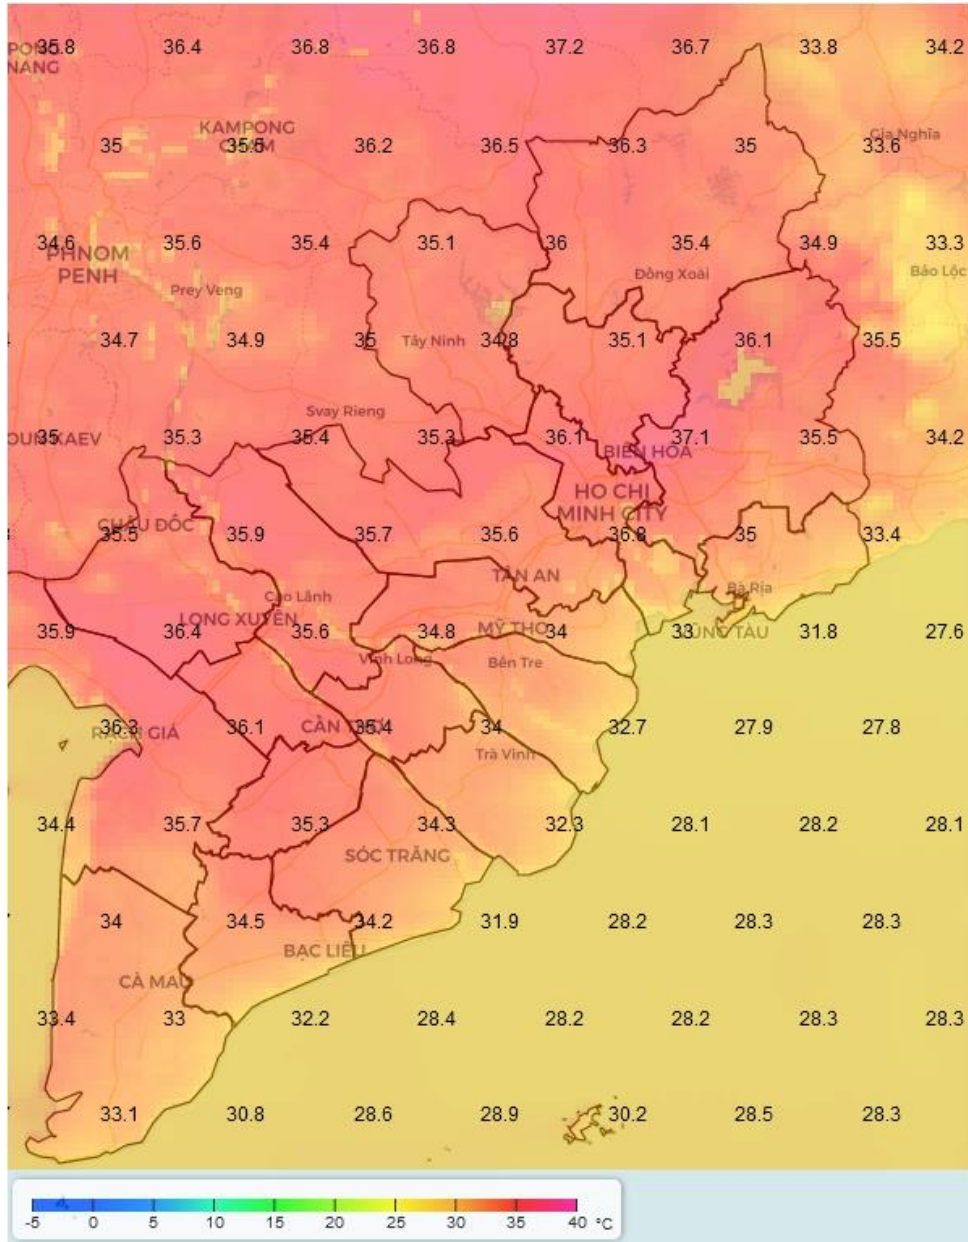 35.8 36.4 36.8 36.8 37.2 36.7 33.8 34.2
NANG
KAMPONG
CHAM
Gia Nghĩa
35 35.5 36.2 36.5 36.3 35 33.6
34.6 35.6 35.4 35.1 36 35.4 34.9 33.3
PHNOM
PENH
Đồng Xoài
Bảo Lộc
Prey Veng
34.7 34.9 35 Tây Ninh 34.8 35.1 36.1 35.5
Svay Rieng
35 35.3 35.4 35.3 36.1 37.1 35.5 34.2
BIÊN HÒA
HO CHI
MINH CITY
CHÂU ĐỐC
35.5 35.9 35.7 35.6 36.8 35 33.4
TÂN AN
Bà Rịa
Cao Lãnh
LONG XUYÊN
MỸ THO
VŨNG TÀU
35.9 36.4 35.6 34.8 34 33 31.8 27.6
Vĩnh Long
Bến Tre
RẠCH GIÁ
CẦN THƠ
36.3 36.1 35.4 34 32.7 27.9 27.8
Trà Vinh
34.4 35.7 35.3 34.3 32.3 28.1 28.2 28.1
SÓC TRĂNG
34 34.5 34.2 31.9 28.2 28.3 28.3
BẠC LIÊU
CÀ MAU
33.4 33 32.2 28.4 28.2 28.2 28.3 28.3
33.1 30.8 28.6 28.9 30.2 28.5 28.3
-5 0 5 10 15 20 25 30 35 40 °C